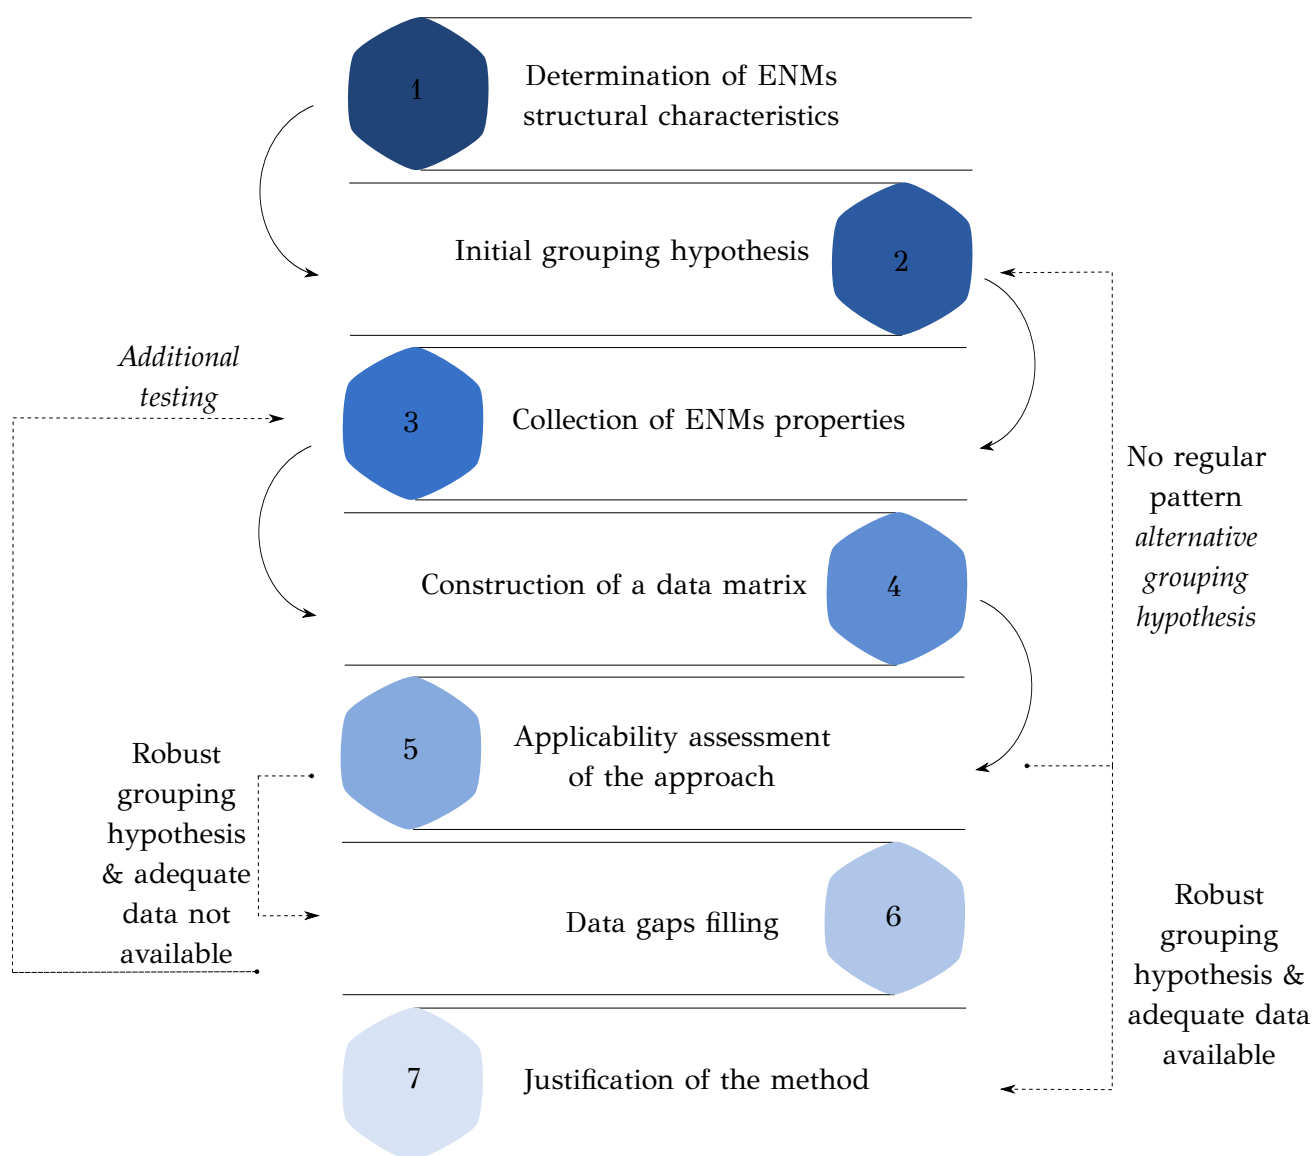 1
Determination of ENMs
structural characteristics
Initial grouping hypothesis
2
Additional
testing
3
Collection of ENMs properties
No regular
pattern
alternative
grouping
hypothesis
Construction of a data matrix
4
5
Applicability assessment
of the approach
Robust
grouping
hypothesis
& adequate
data not
available
Data gaps filling
6
Robust
grouping
hypothesis &
adequate data
available
7
Justification of the method